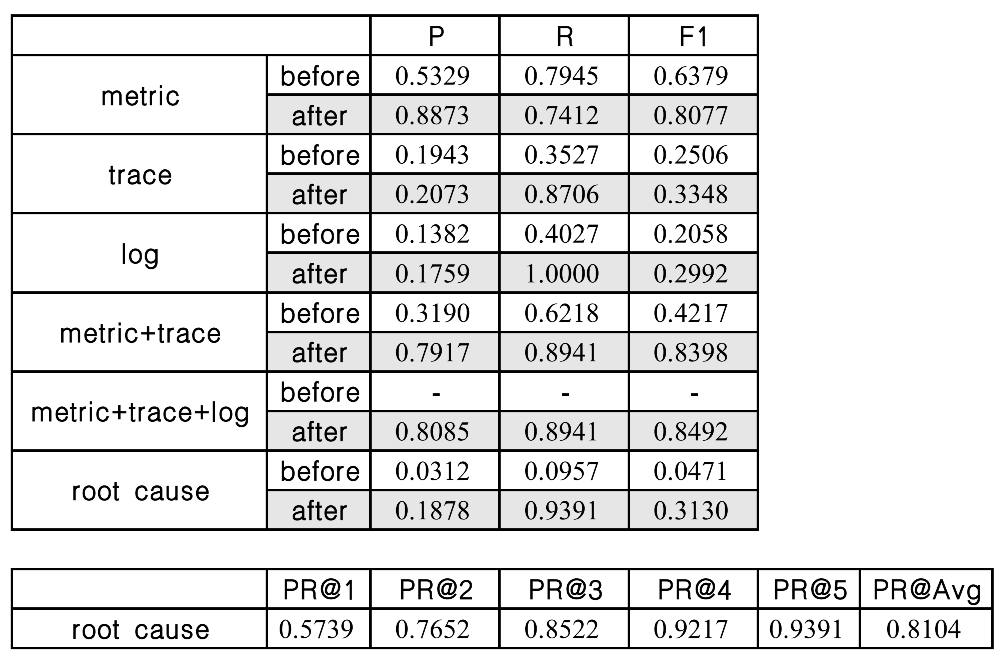 P R F1
metric before 0.5329 0.7945 0.6379
after 0.8873 0.7412 0.8077
trace before 0.1943 0.3527 0.2506
after 0.2073 0.8706 0.3348
log before 0.1382 0.4027 0.2058
after 0.1759 1.0000 0.2992
metric+trace before 0.3190 0.6218 0.4217
after 0.7917 0.8941 0.8398
metric+trace+log before - - -
after 0.8085 0.8941 0.8492
root cause before 0.0312 0.0957 0.0471
after 0.1878 0.9391 0.3130
PR@1 PR@2 PR@3 PR@4 PR@5 PR@Avg
root cause 0.5739 0.7652 0.8522 0.9217 0.9391 0.8104